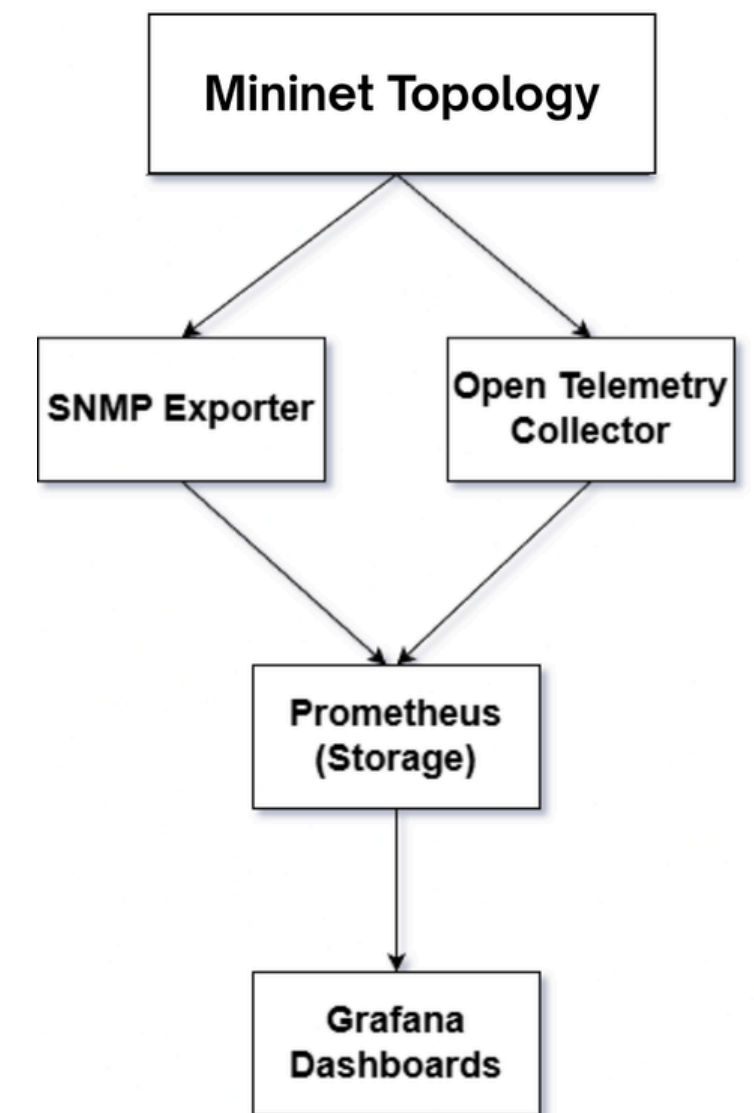 Mininet Topology
SNMP Exporter
Open Telemetry
Collector
Prometheus
(Storage)
Grafana
Dashboards